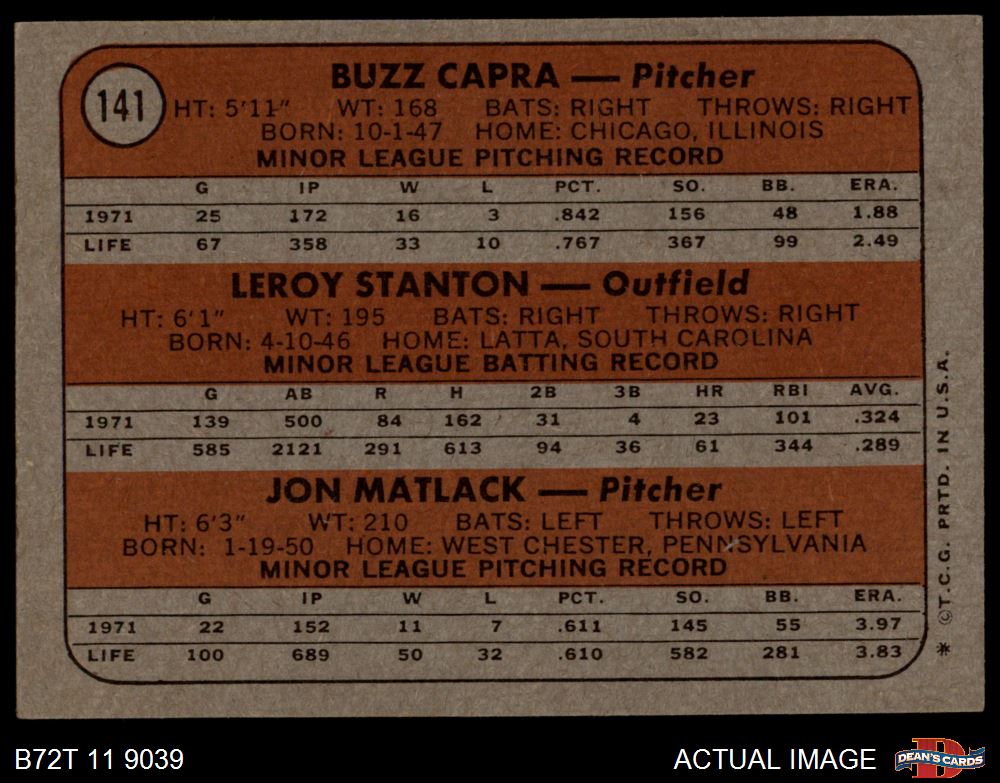 141
BUZZ CAPRA — Pitcher
HT: 5'11" WT: 168 BATS: RIGHT THROWS: RIGHT
BORN: 10-1-47 HOME: CHICAGO, ILLINOIS
MINOR LEAGUE PITCHING RECORD
G IP W L PCT. SO. BB. ERA.
1971 25 172 16 3 .842 156 48 1.88
LIFE 67 358 33 10 .767 367 99 2.49
LEROY STANTON — Outfield
HT: 6'1" WT: 195 BATS: RIGHT THROWS: RIGHT
BORN: 4-10-46 HOME: LATTA, SOUTH CAROLINA
MINOR LEAGUE BATTING RECORD
G AB R H 2B 3B HR RBI AVG.
1971 139 500 84 162 31 4 23 101 .324
LIFE 585 2121 291 613 94 36 61 344 .289
JON MATLACK — Pitcher
HT: 6'3" WT: 210 BATS: LEFT THROWS: LEFT
BORN: 1-19-50 HOME: WEST CHESTER, PENNSYLVANIA
MINOR LEAGUE PITCHING RECORD
G IP W L PCT. SO. BB. ERA.
1971 22 152 11 7 .611 145 55 3.97
LIFE 100 689 50 32 .610 582 281 3.83
* ©T.C.G. PRTD. IN U.S.A.
B72T 11 9039
ACTUAL IMAGE
D
DEAN'S CARDS